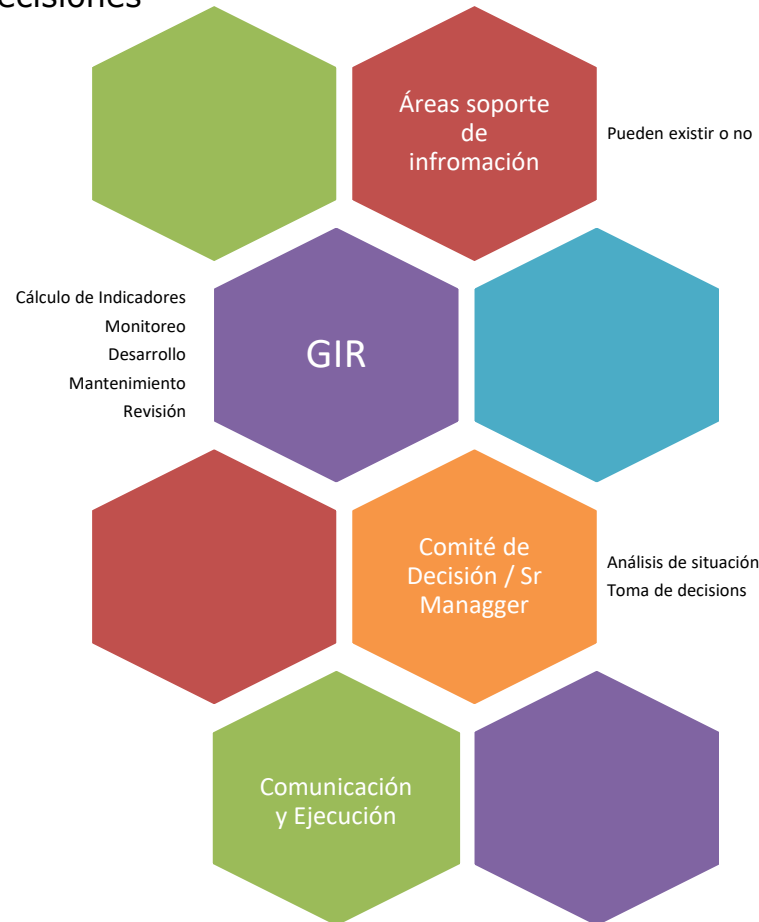 ecisiones
Áreas soporte
de
infromación
Pueden existir o no
Cálculo de Indicadores
Monitoreo
Desarrollo
Mantenimiento
Revisión
GIR
Comité de
Decisión / Sr
Managger
Análisis de situación
Toma de decisions
Comunicación
y Ejecución